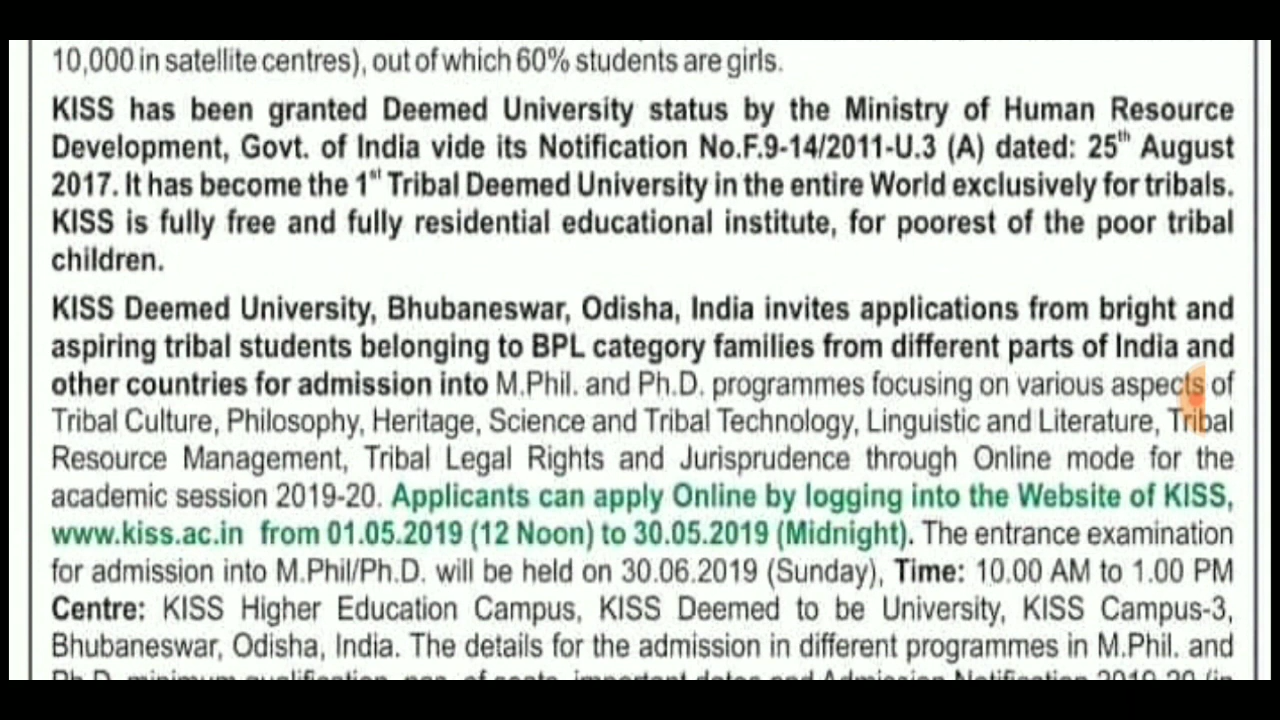 10,000 in satellite centres), out of which 60% students are girls.
KISS has been granted Deemed University status by the Ministry of Human Resource
Development, Govt. of India vide its Notification No.F.9-14/2011-U.3 (A) dated: 25th August
2017. It has become the 1st Tribal Deemed University in the entire World exclusively for tribals.
KISS is fully free and fully residential educational institute, for poorest of the poor tribal
children.
KISS Deemed University, Bhubaneswar, Odisha, India invites applications from bright and
aspiring tribal students belonging to BPL category families from different parts of India and
other countries for admission into M.Phil. and Ph.D. programmes focusing on various aspects of
Tribal Culture, Philosophy, Heritage, Science and Tribal Technology, Linguistic and Literature, Tribal
Resource Management, Tribal Legal Rights and Jurisprudence through Online mode for the
academic session 2019-20. Applicants can apply Online by logging into the Website of KISS,
www.kiss.ac.in from 01.05.2019 (12 Noon) to 30.05.2019 (Midnight). The entrance examination
for admission into M.Phil/Ph.D. will be held on 30.06.2019 (Sunday), Time: 10.00 AM to 1.00 PM
Centre: KISS Higher Education Campus, KISS Deemed to be University, KISS Campus-3,
Bhubaneswar, Odisha, India. The details for the admission in different programmes in M.Phil. and